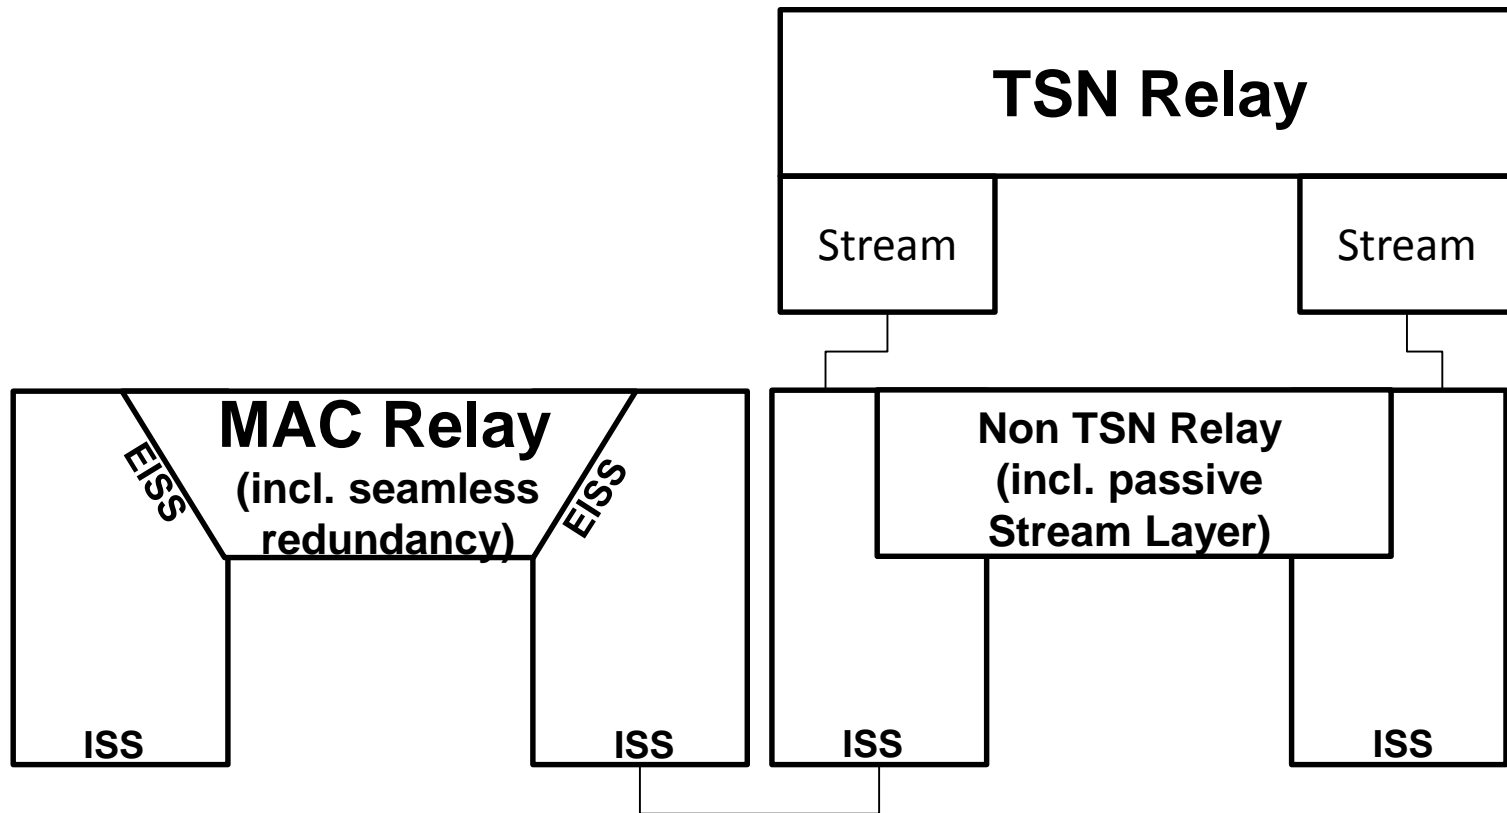 TSN Relay
Stream
Stream
MAC Relay
(incl. seamless
redundancy)
EISS
EISS
ISS
ISS
Non TSN Relay
(incl. passive
Stream Layer)
ISS
ISS